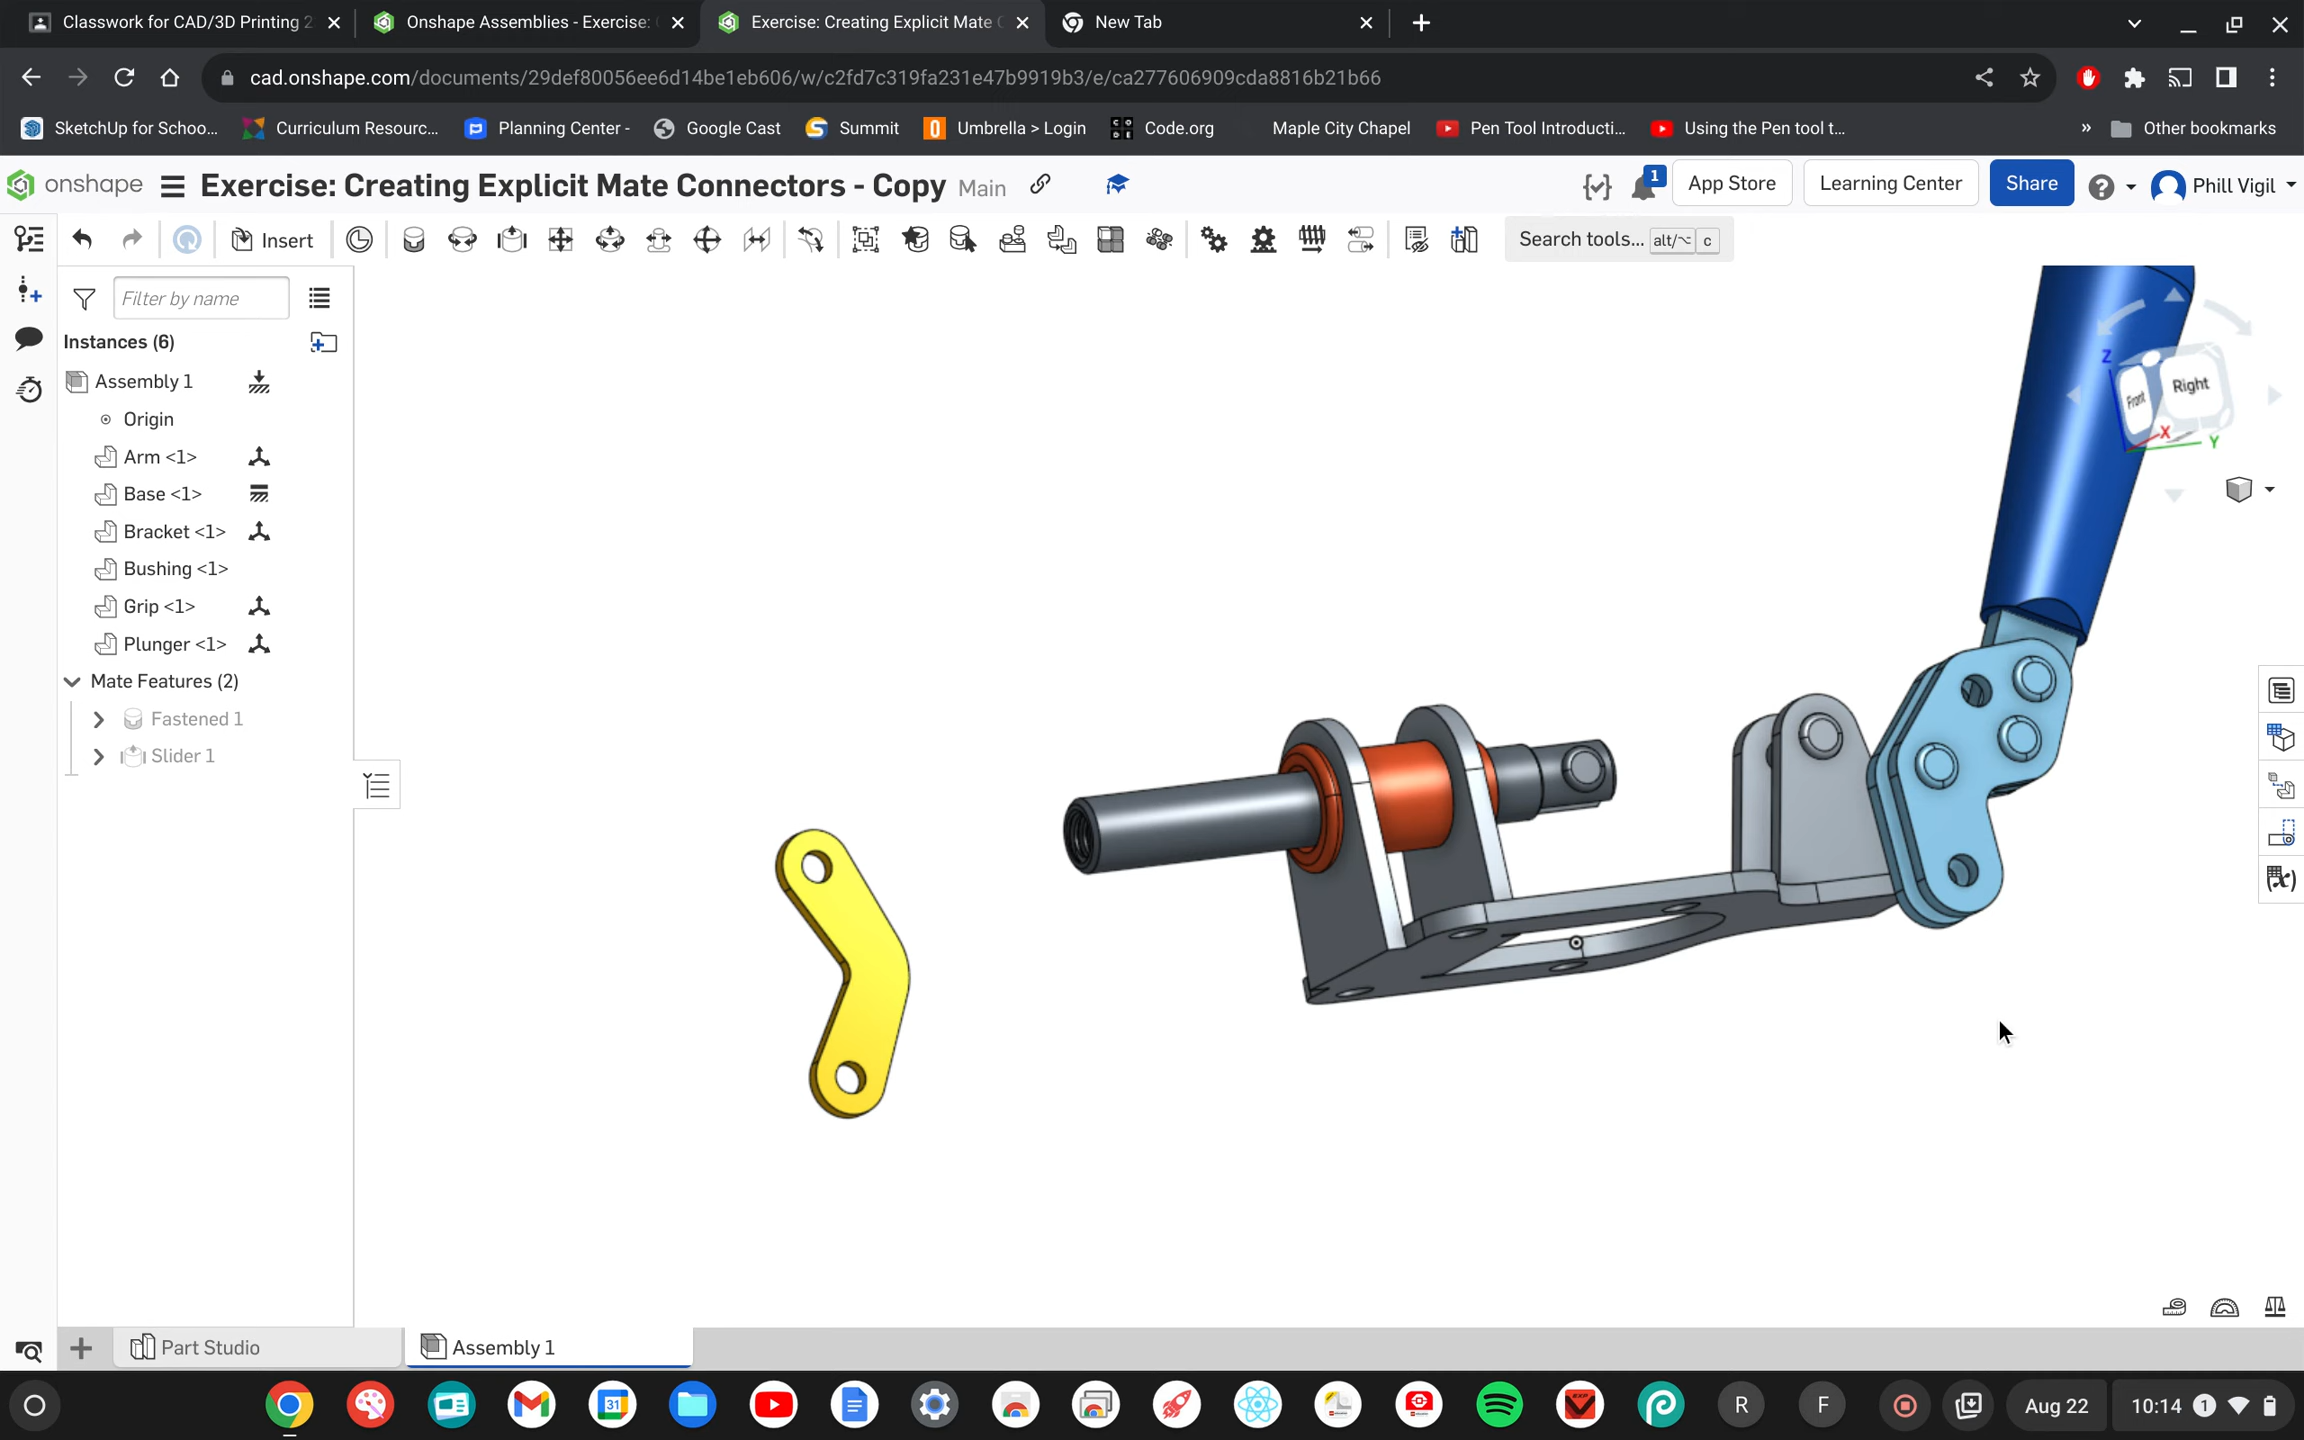 Classwork for CAD/3D Printing 2
Onshape Assemblies - Exercise: 
Exercise: Creating Explicit Mate C
New Tab
cad.onshape.com/documents/29def80056ee6d14be1eb606/w/c2fd7c319fa231e47b9919b3/e/ca277606909cda8816b21b66
SketchUp for Schoo...
Curriculum Resourc...
Planning Center -
Google Cast
Summit
Umbrella > Login
Code.org
Maple City Chapel
Pen Tool Introducti...
Using the Pen tool t...
»
Other bookmarks
onshape
Exercise: Creating Explicit Mate Connectors - Copy
Main
1
App Store
Learning Center
Share
Phill Vigil
Insert
Search tools...
alt/⌥ c
Filter by name
Instances (6)
Assembly 1
Origin
Arm <1>
Base <1>
Bracket <1>
Bushing <1>
Grip <1>
Plunger <1>
Mate Features (2)
Fastened 1
Slider 1
Z
Front
Right
X
Y
(x)
Part Studio
Assembly 1
31
R
F
Aug 22
10:14
1